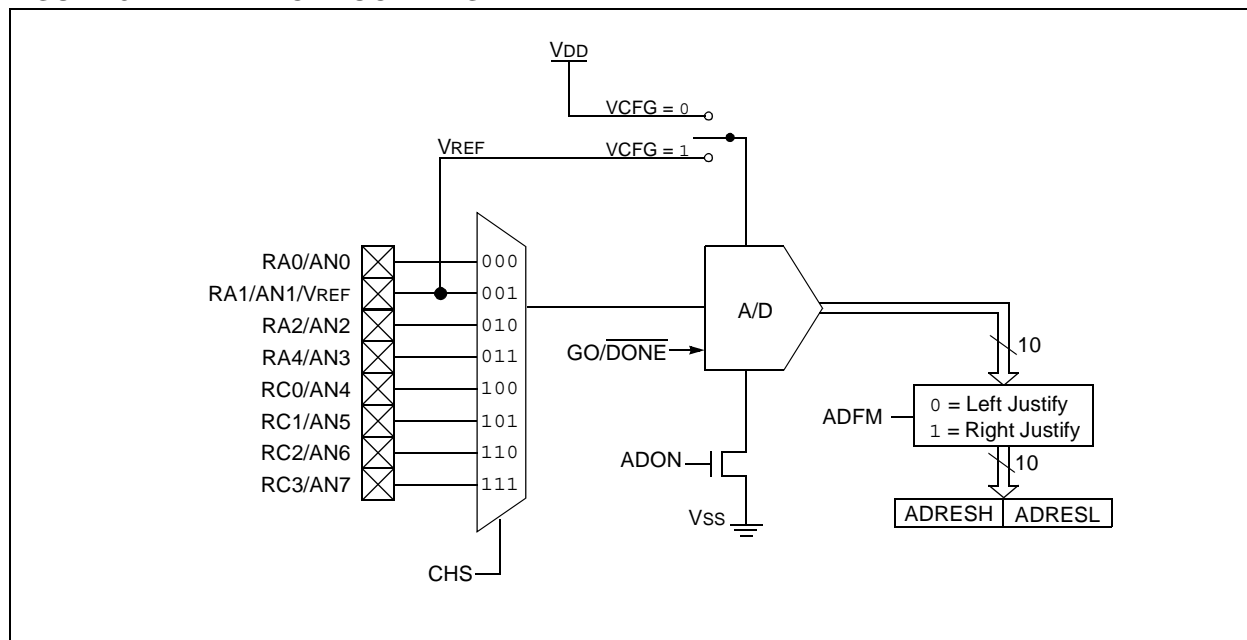 VDD
VCFG = 0
VREF
VCFG = 1
RA0/AN0
RA1/AN1/VREF
RA2/AN2
RA4/AN3
RC0/AN4
RC1/AN5
RC2/AN6
RC3/AN7
000
001
010
011
100
101
110
111
CHS
A/D
GO/DONE
ADON
VSS
10
ADFM
0 = Left Justify
1 = Right Justify
10
ADRESH ADRESL